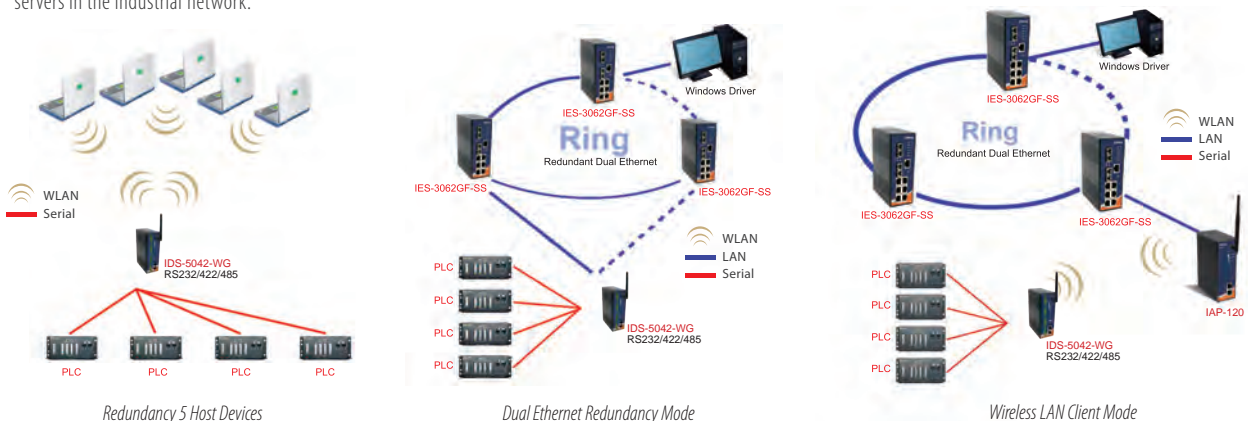 servers in the industrial network.
WLAN
Serial
IDS-5042-WG
RS232/422/485
PLC PLC PLC PLC
Redundancy 5 Host Devices
Windows Driver
IES-3062GF-SS
Ring
Redundant Dual Ethernet
IES-3062GF-SS
IES-3062GF-SS
WLAN
LAN
Serial
PLC
PLC
PLC
PLC
IDS-5042-WG
RS232/422/485
Dual Ethernet Redundancy Mode
Windows Driver
IES-3062GF-SS
WLAN
LAN
Serial
Ring
Redundant Dual Ethernet
IES-3062GF-SS
IES-3062GF-SS
PLC
PLC
PLC
PLC
IAP-120
IDS-5042-WG
RS232/422/485
Wireless LAN Client Mode